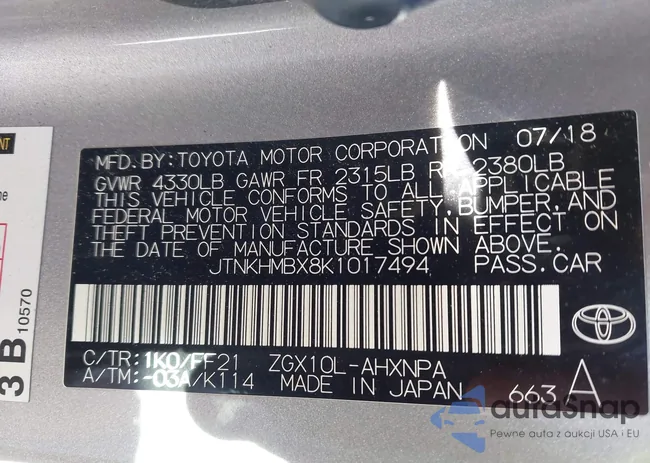 MFD. BY: TOYOTA MOTOR CORPORATION 07/18
GVWR 4330LB GAWR FR 2315LB 2380LB
THIS VEHICLE CONFORMS TO ALL APPLICABLE
FEDERAL MOTOR VEHICLE SAFETY, BUMPER, AND
THEFT PREVENTION STANDARDS IN EFFECT ON
THE DATE OF MANUFACTURE SHOWN ABOVE.
JTNKHMBX8K1017494 PASS. CAR
C/TR: 1K0/FF21 ZGX10L-AHXNPA
A/TM: -03A/K114 MADE IN JAPAN 663 A
3 B 10570
autaSnap
Pewne auta z aukcji USA i EU